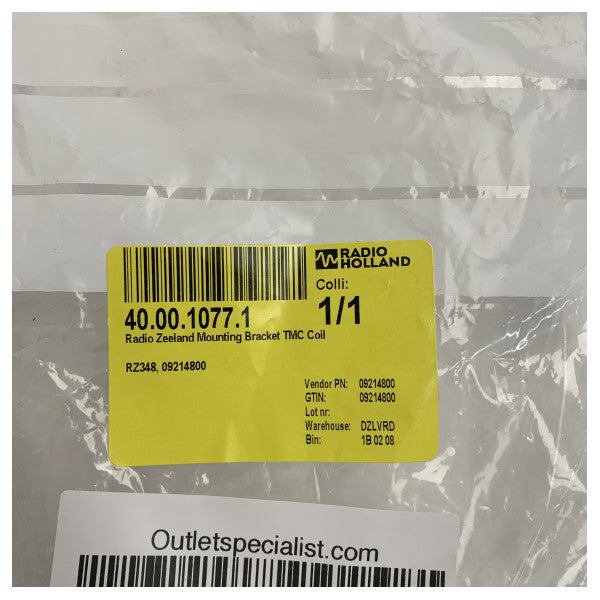 RADIO
HOLLAND
Colli:
40.00.1077.1
1/1
Radio Zeeland Mounting Bracket TMC Coil
RZ348, 09214800
Vendor PN: 09214800
GTIN: 09214800
Lot nr:
Warehouse: DZLVRD
Bin: 1B 02 08
Outletspecialist.com